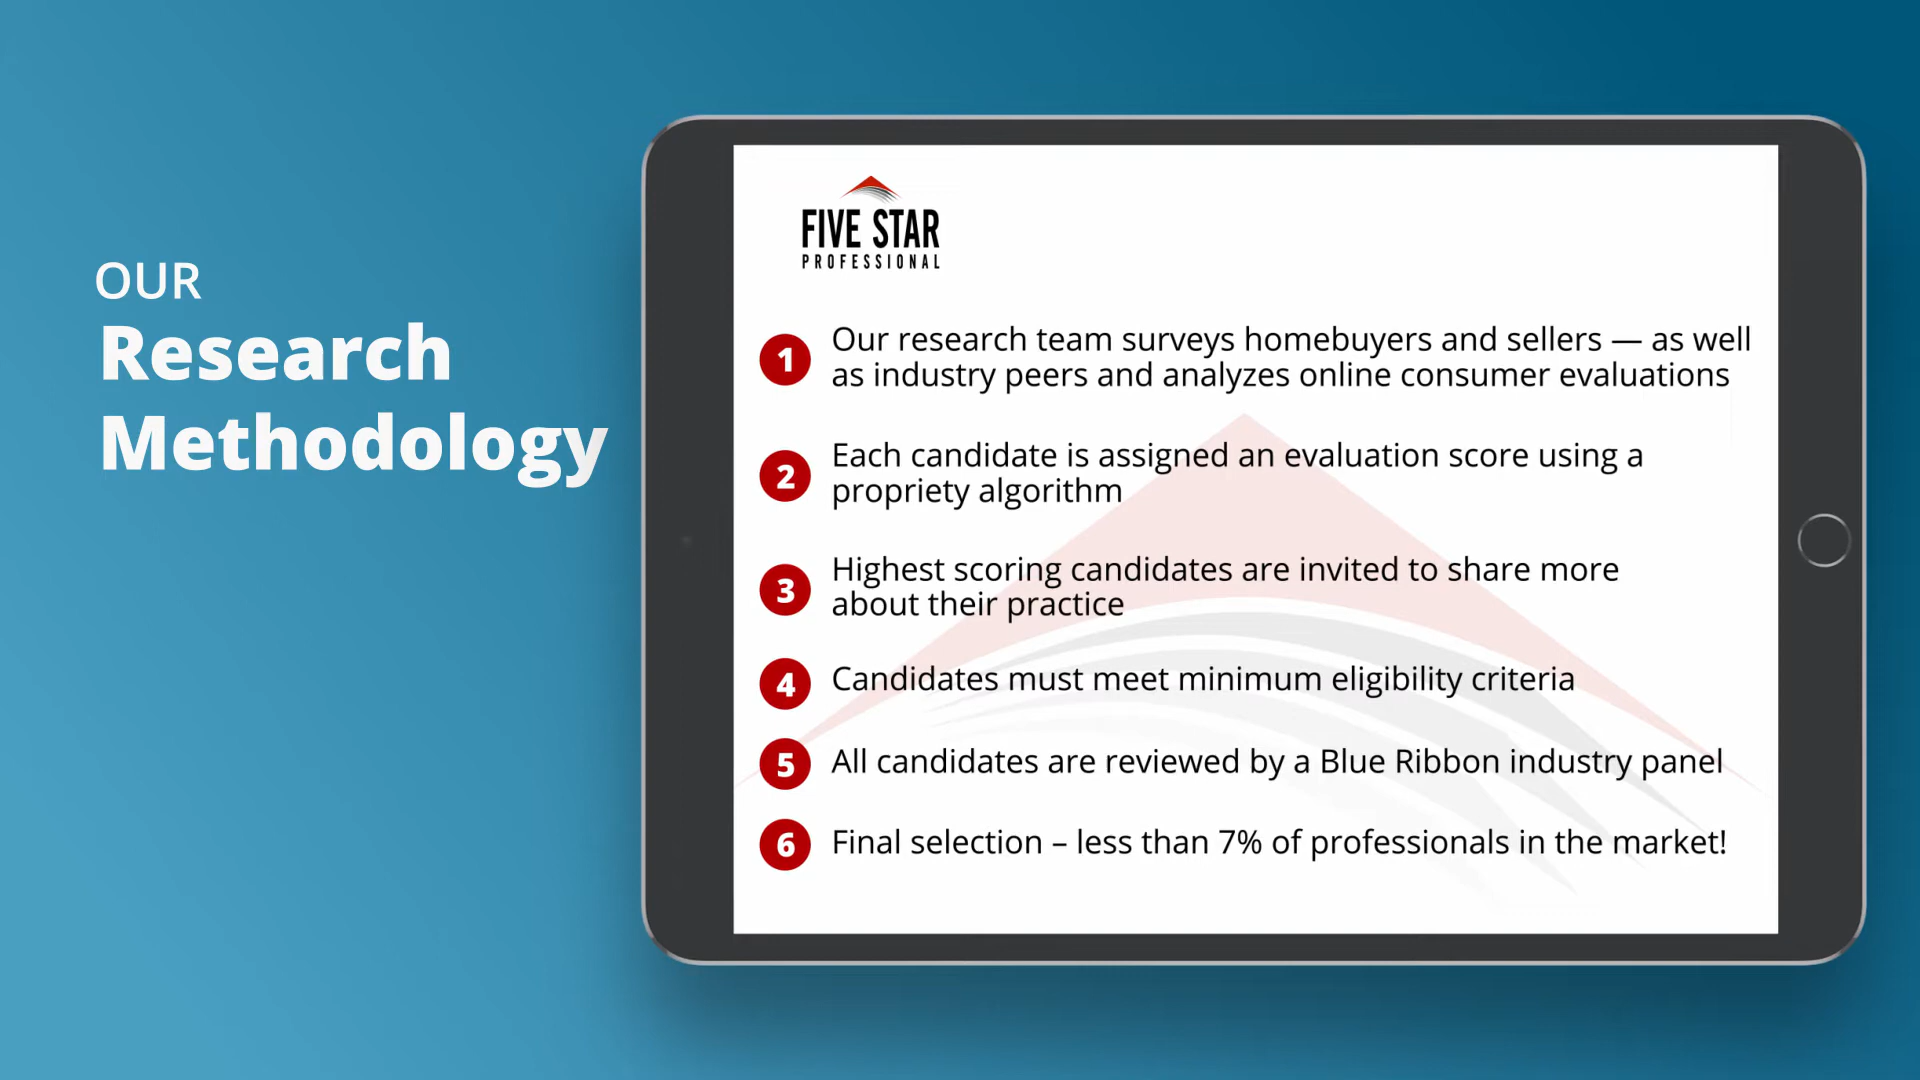 OUR
Research
Methodology
FIVE STAR
PROFESSIONAL
1 Our research team surveys homebuyers and sellers — as well
as industry peers and analyzes online consumer evaluations
2 Each candidate is assigned an evaluation score using a
propriety algorithm
3 Highest scoring candidates are invited to share more
about their practice
4 Candidates must meet minimum eligibility criteria
5 All candidates are reviewed by a Blue Ribbon industry panel
6 Final selection – less than 7% of professionals in the market!